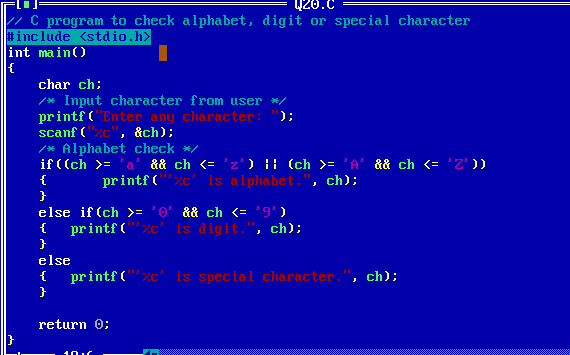 Q20.C
// C program to check alphabet, digit or special character
#include <stdio.h>
int main()
{
char ch;
/* Input character from user */
printf("Enter any character: ");
scanf("%c", &ch);
/* Alphabet check */
if((ch >= 'a' && ch <= 'z') || (ch >= 'A' && ch <= 'Z'))
{ printf("'%c' is alphabet.", ch);
}
else if(ch >= '0' && ch <= '9')
{ printf("'%c' is digit.", ch);
}
else
{ printf("'%c' is special character.", ch);
}
return 0;
}